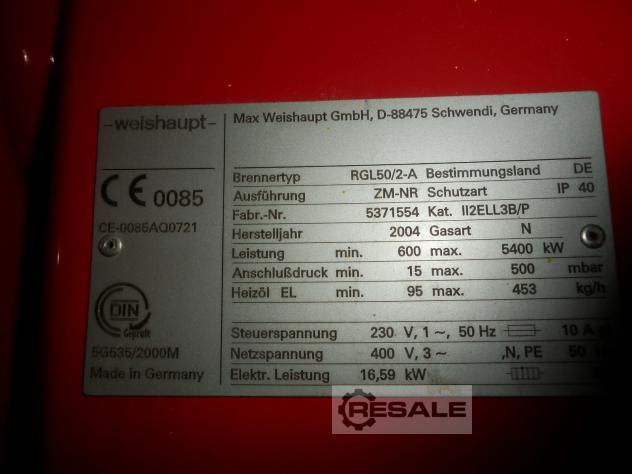 -weishaupt-
Max Weishaupt GmbH, D-88475 Schwendi, Germany
CE 0085
CE-0085AQ0721
DIN
Geprüft
5G535/2000M
Made in Germany
Brennertyp RGL50/2-A Bestimmungsland DE
Ausführung ZM-NR Schutzart IP 40
Fabr.-Nr. 5371554 Kat. II2ELL3B/P
Herstelljahr 2004 Gasart N
Leistung min. 600 max. 5400 kW
Anschlußdruck min. 15 max. 500 mbar
Heizöl EL min. 95 max. 453 kg/h
Steuerspannung 230 V, 1 ~, 50 Hz 10 A
Netzspannung 400 V, 3 ~ ,N, PE 50
Elektr. Leistung 16,59 kW
RESALE